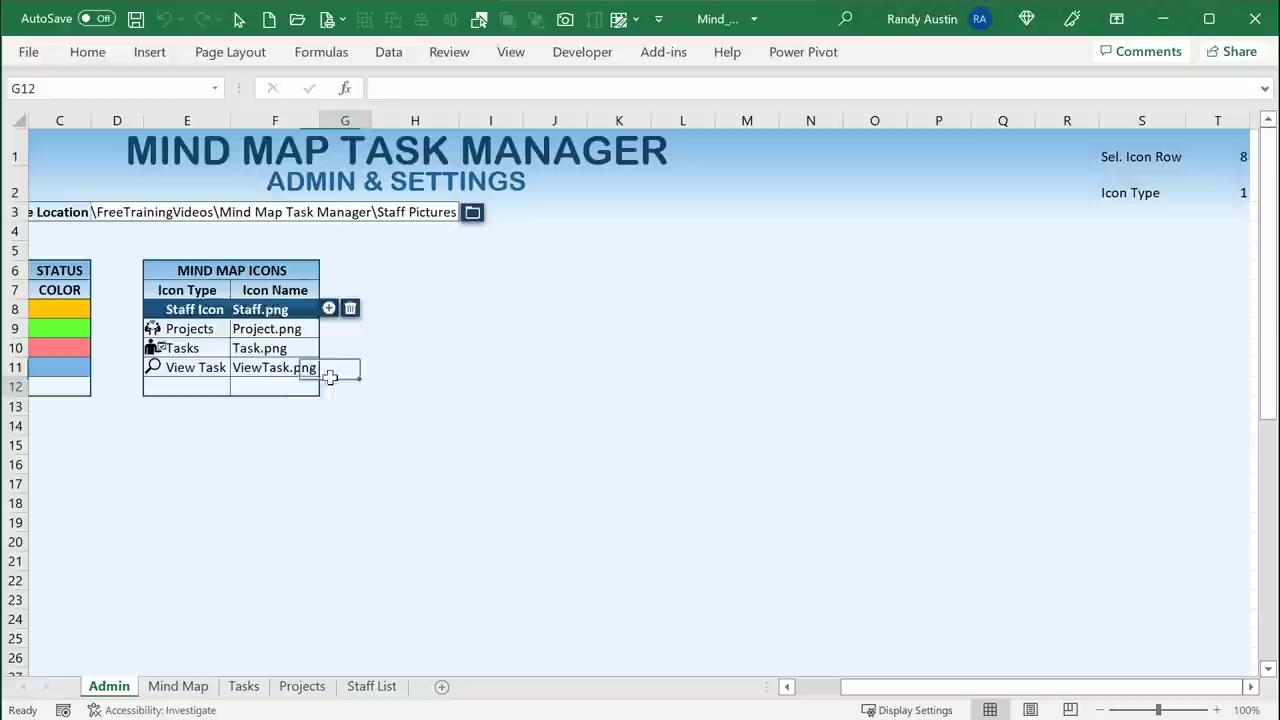 AutoSave Off Mind_... Randy Austin RA
File Home Insert Page Layout Formulas Data Review View Developer Add-ins Help Power Pivot Comments Share
G12 fx
C D E F G H I J K L M N O P Q R S T
1 MIND MAP TASK MANAGER Sel. Icon Row 8
2 ADMIN & SETTINGS Icon Type 1
3 e Location \FreeTrainingVideos\Mind Map Task Manager\Staff Pictures
4
5
6 STATUS MIND MAP ICONS
7 COLOR Icon Type Icon Name
8 Staff Icon Staff.png
9 Projects Project.png
10 Tasks Task.png
11 View Task ViewTask.png
12
13
14
15
16
17
18
19
20
21
22
23
24
25
26
27
Admin Mind Map Tasks Projects Staff List
Ready Accessibility: Investigate Display Settings 100%